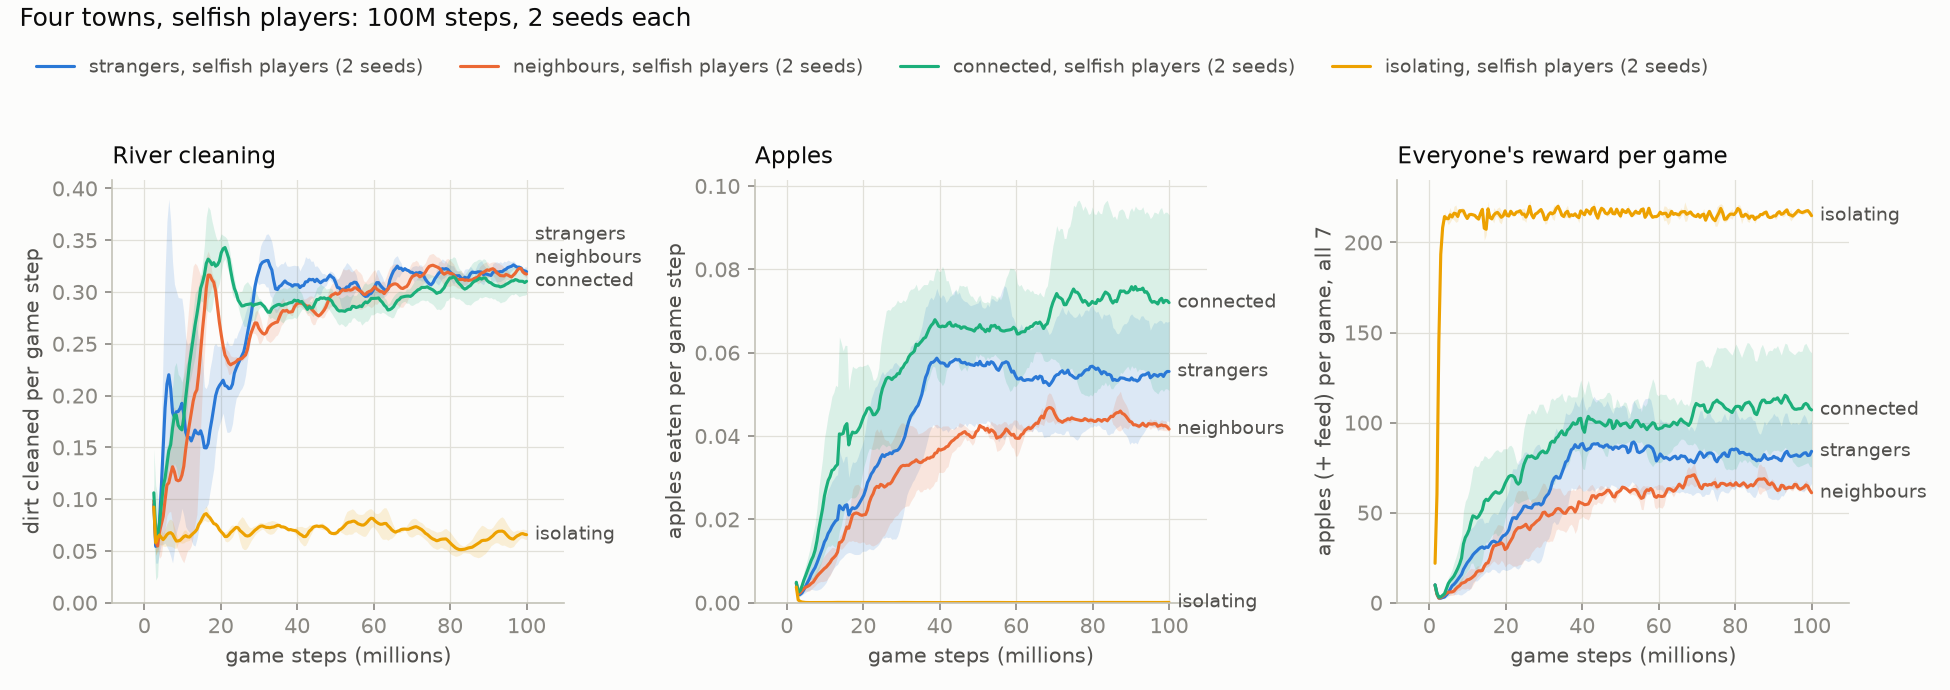 Four towns, selfish players: 100M steps, 2 seeds each
strangers, selfish players (2 seeds)
neighbours, selfish players (2 seeds)
connected, selfish players (2 seeds)
isolating, selfish players (2 seeds)
River cleaning
dirt cleaned per game step
0.40
0.35
0.30
0.25
0.20
0.15
0.10
0.05
0.00
strangers
neighbours
connected
isolating
0 20 40 60 80 100
game steps (millions)
Apples
apples eaten per game step
0.10
0.08
0.06
0.04
0.02
0.00
connected
strangers
neighbours
isolating
0 20 40 60 80 100
game steps (millions)
Everyone's reward per game
apples (+ feed) per game, all 7
200
150
100
50
0
isolating
connected
strangers
neighbours
0 20 40 60 80 100
game steps (millions)